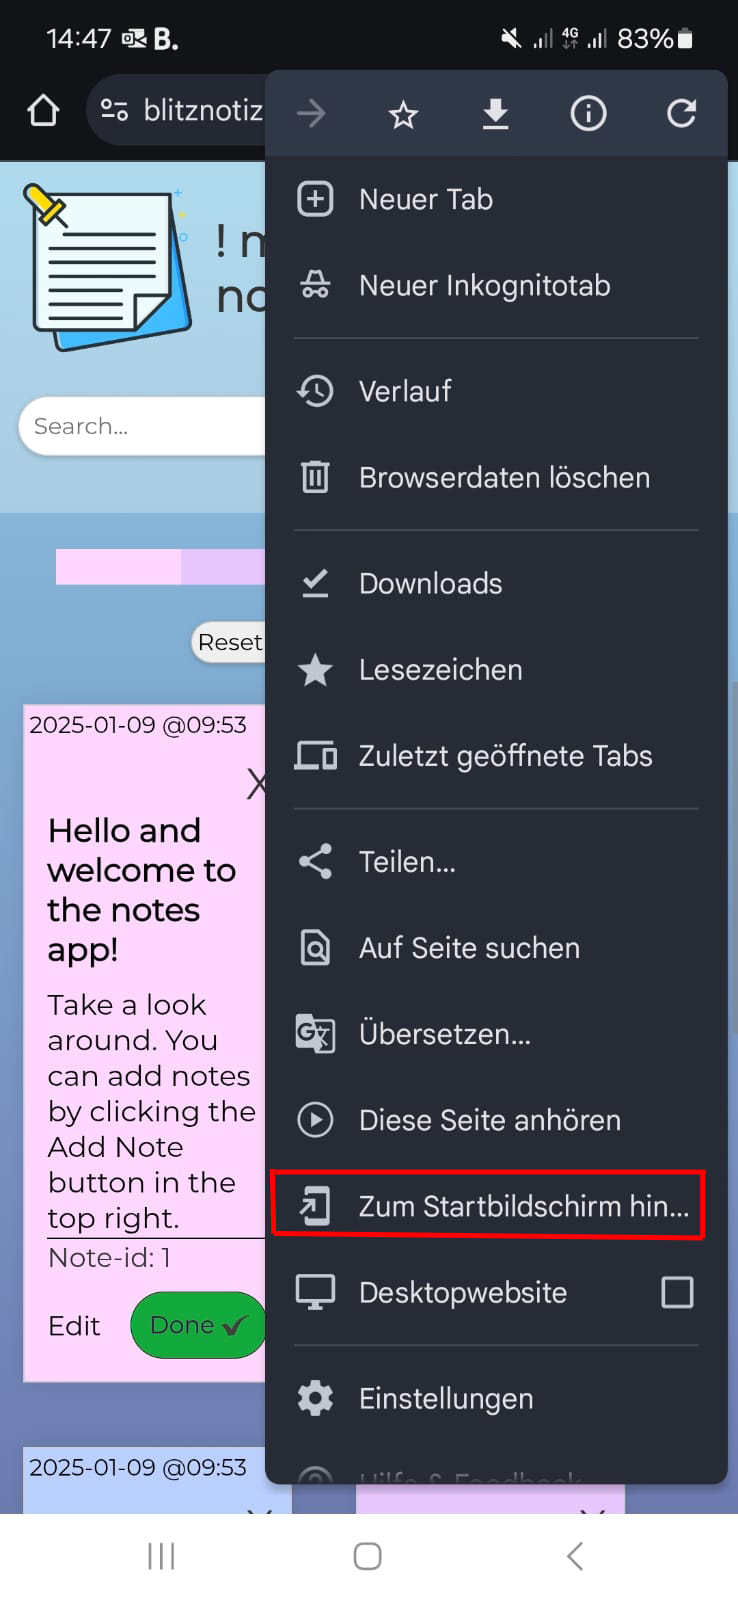 14:47 B. 4G 83%
blitznotiz
! m
no
Search...
Reset
2025-01-09 @09:53
X
Hello and
welcome to
the notes
app!
Take a look
around. You
can add notes
by clicking the
Add Note
button in the
top right.
Note-id: 1
Edit Done ✔
2025-01-09 @09:53
Neuer Tab
Neuer Inkognitotab
Verlauf
Browserdaten löschen
Downloads
Lesezeichen
Zuletzt geöffnete Tabs
Teilen...
Auf Seite suchen
Übersetzen...
Diese Seite anhören
Zum Startbildschirm hin...
Desktopwebsite
Einstellungen
Hilfe & Feedback